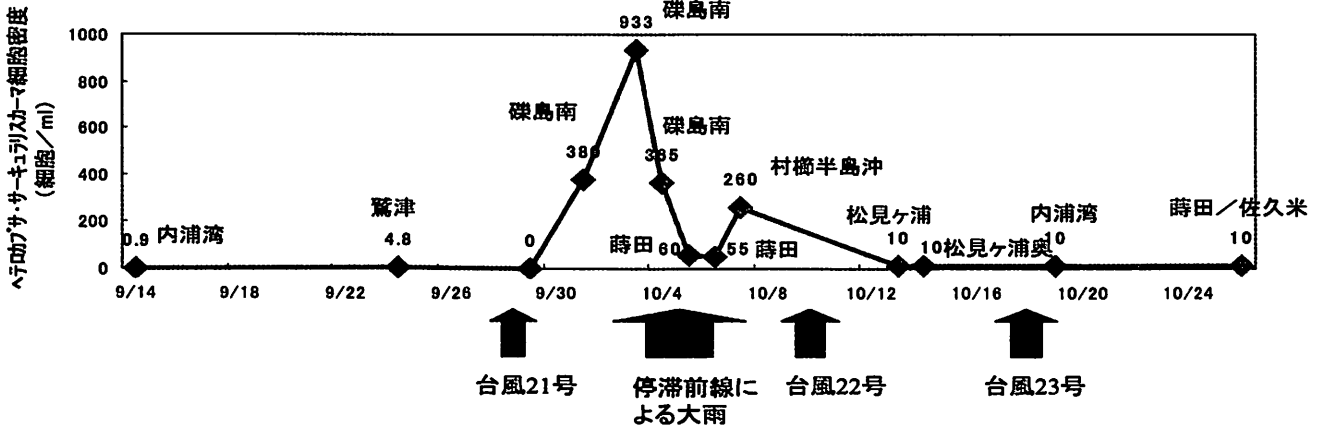 ヘテロカプサ・サーキュラリスカーマ細胞密度
(細胞/ml)
1000
800
600
400
200
0
0.9
内浦湾
鷲津
4.8
0
礫島南
380
933
礫島南
礫島南
385
蒔田
60
55
蒔田
260
村櫛半島沖
松見ヶ浦
10
10
松見ヶ浦奥
内浦湾
10
蒔田/佐久米
10
9/14
9/18
9/22
9/26
9/30
10/4
10/8
10/12
10/16
10/20
10/24
台風21号
停滞前線に
よる大雨
台風22号
台風23号